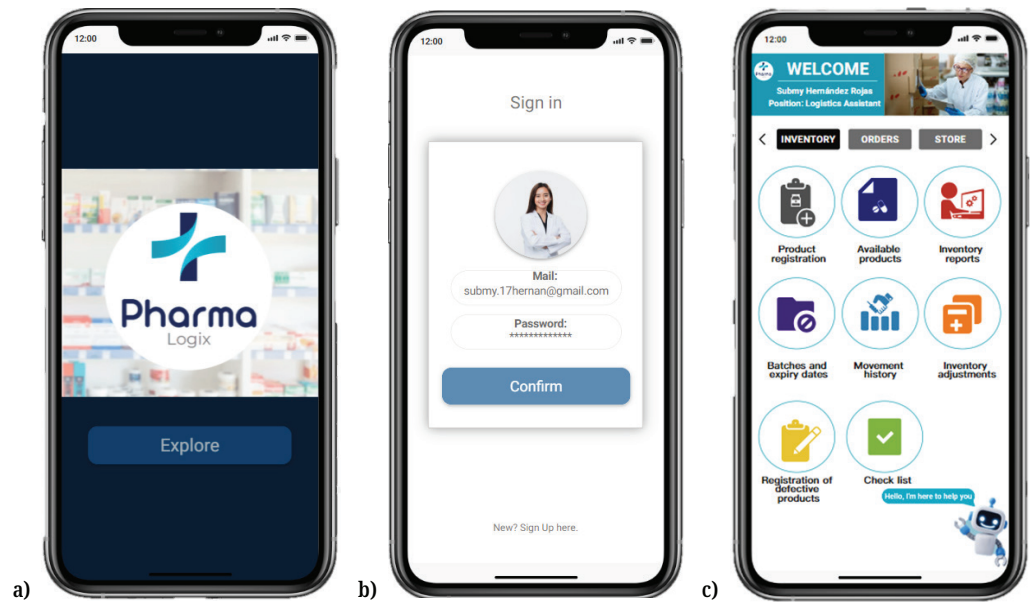 12:00
Pharma
Logix
Explore
a)
12:00
Sign in
Mail:
submy.17hernan@gmail.com
Password:
*************
Confirm
New? Sign Up here.
b)
12:00
Pharma
WELCOME
Submy Hernández Rojas
Position: Logistics Assistant
INVENTORY
ORDERS
STORE
Product
registration
Available
products
Inventory
reports
Batches and
expiry dates
Movement
history
Inventory
adjustments
Registration of
defective
products
Check list
Hello, I'm here to help you
c)